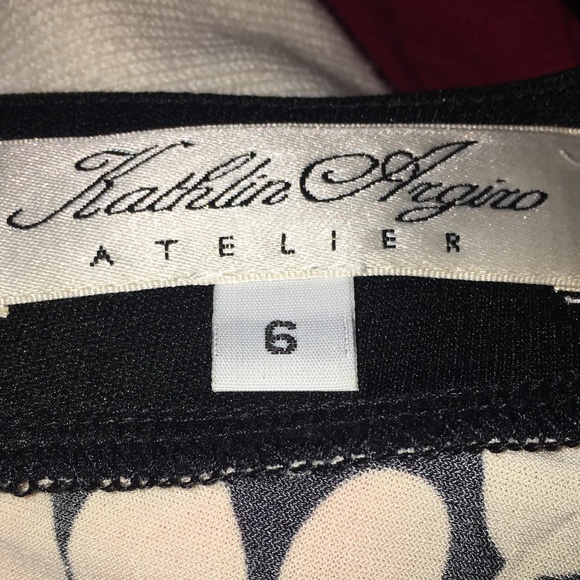 Kathlin Argiro
ATELIER
6